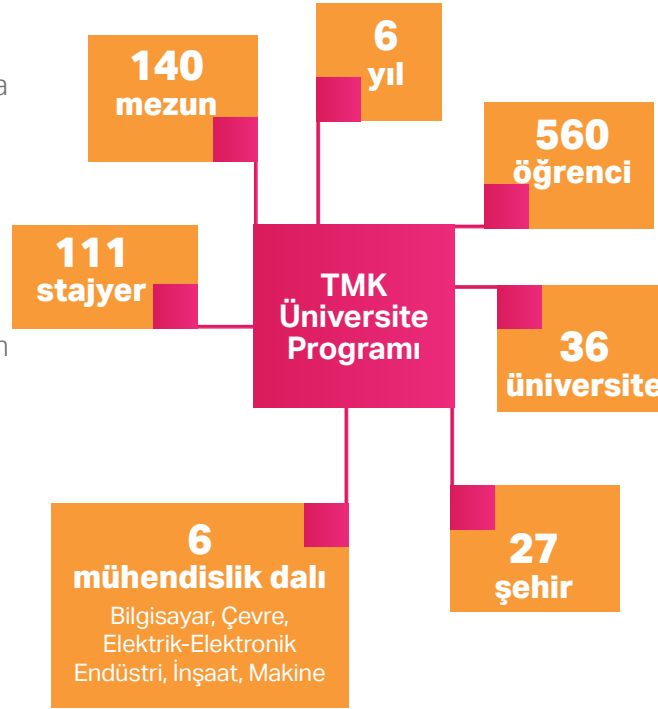 a
n
6
yıl
140
mezun
560
öğrenci
111
stajyer
TMK
Üniversite
Programı
36
üniversite
6
mühendislik dalı
Bilgisayar, Çevre,
Elektrik-Elektronik
Endüstri, İnşaat, Makine
27
şehir